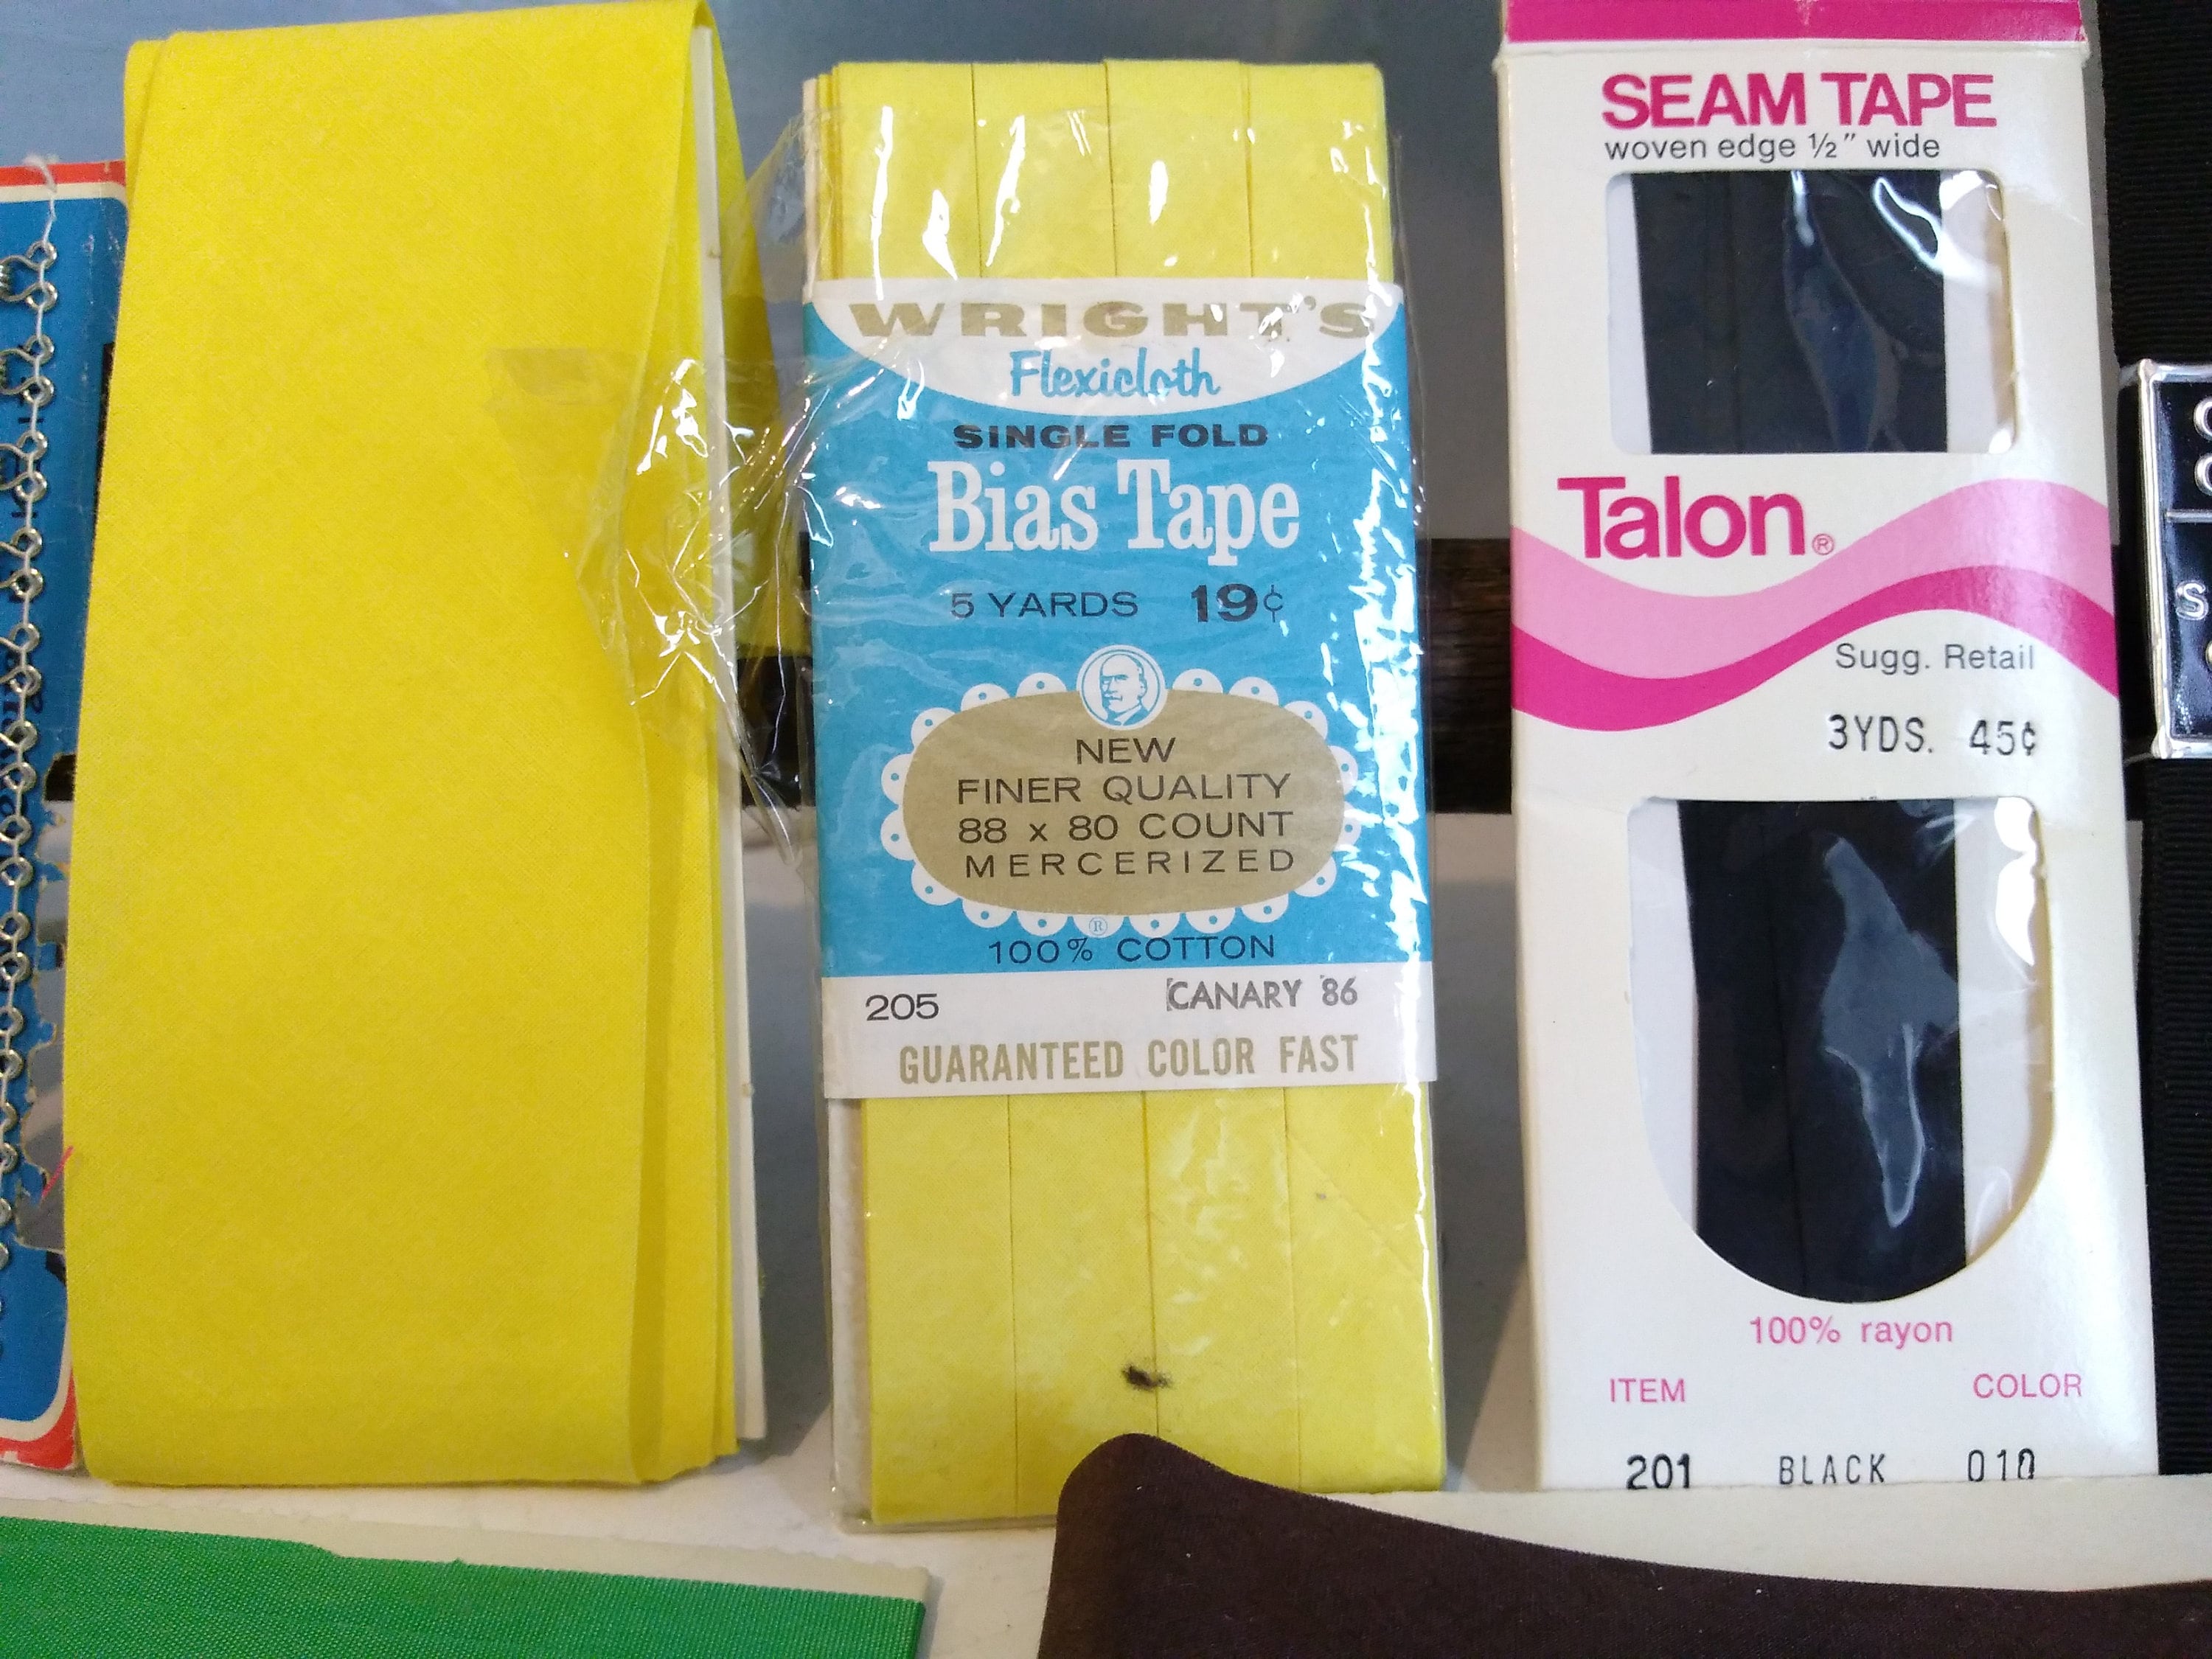 WRIGHT'S
Flexicloth
SINGLE FOLD
Bias Tape
5 YARDS 19¢
NEW
FINER QUALITY
88 x 80 COUNT
MERCERIZED
®
100% COTTON
205 CANARY 86
GUARANTEED COLOR FAST
SEAM TAPE
woven edge ½" wide
Talon®
Sugg. Retail
3YDS. 45¢
100% rayon
ITEM COLOR
201 BLACK 010